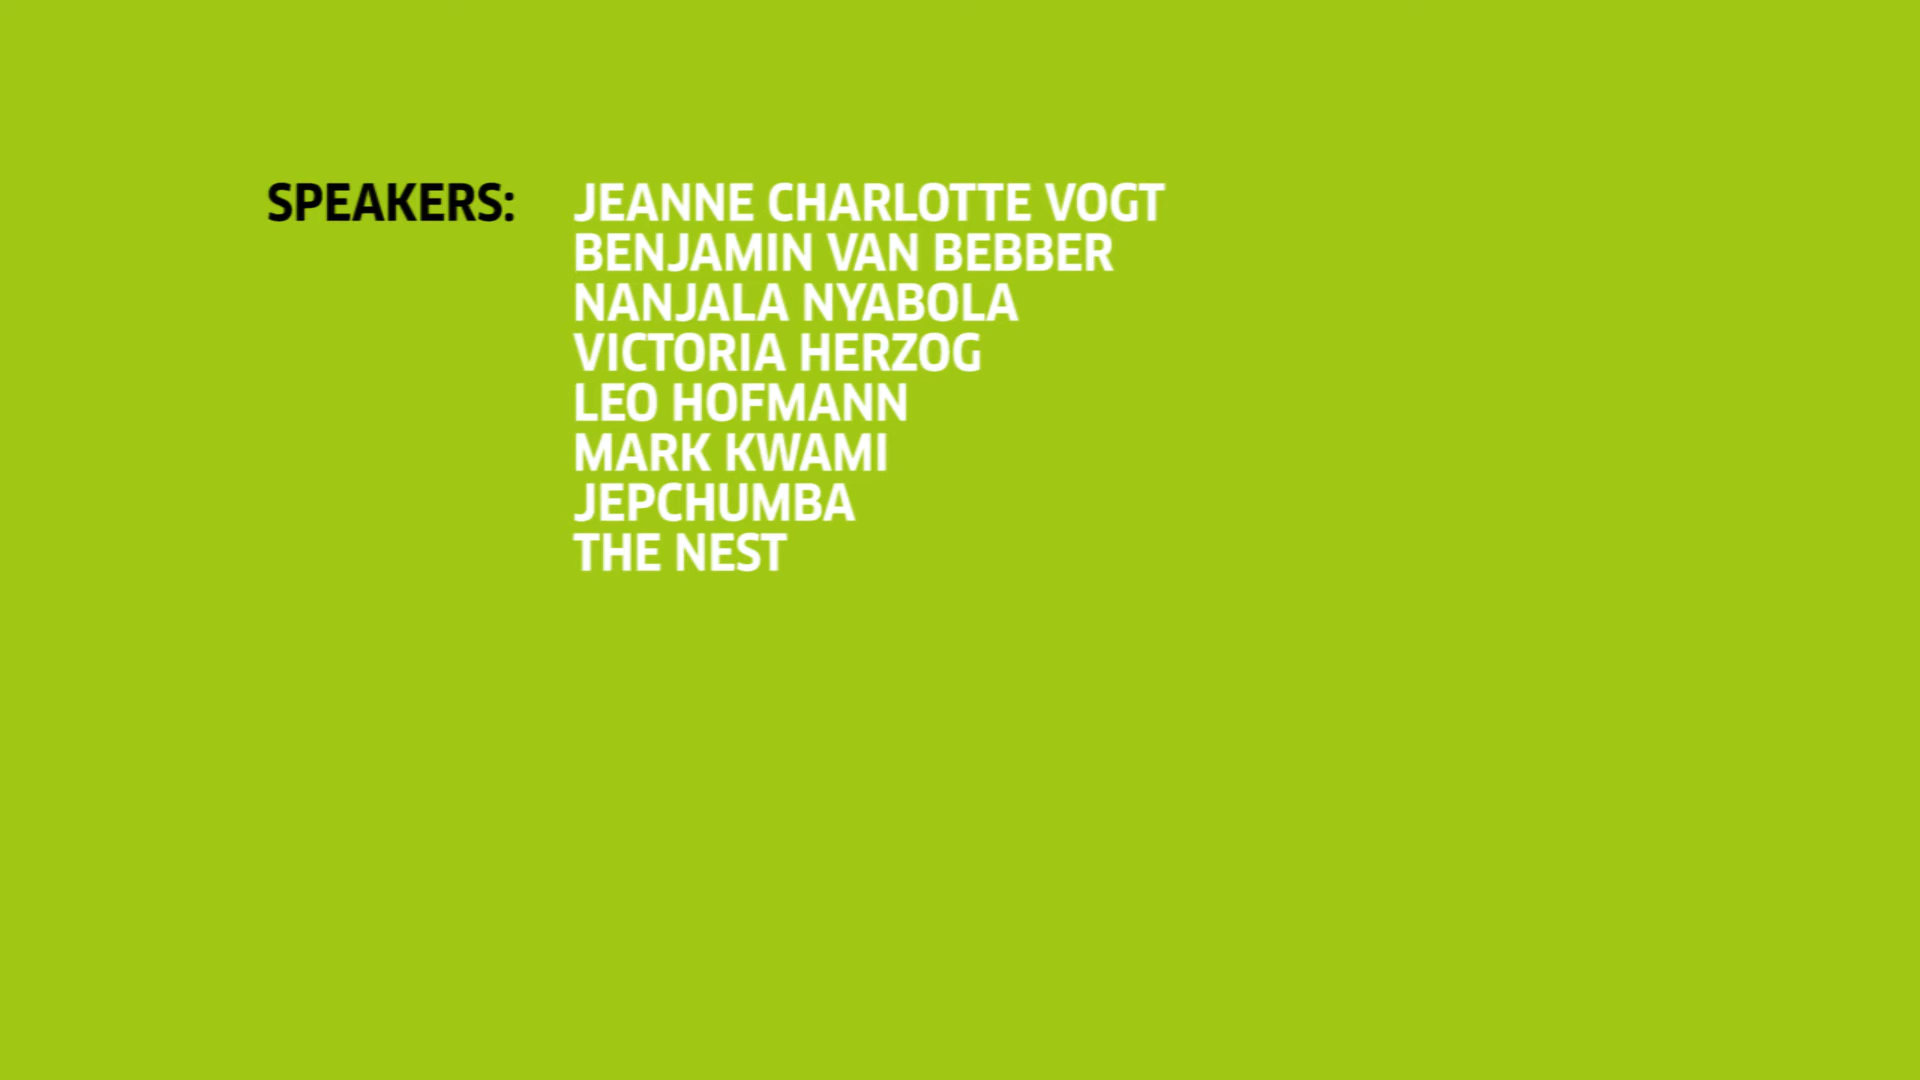 SPEAKERS: JEANNE CHARLOTTE VOGT
BENJAMIN VAN BEBBER
NANJALA NYABOLA
VICTORIA HERZOG
LEO HOFMANN
MARK KWAMI
JEPCHUMBA
THE NEST